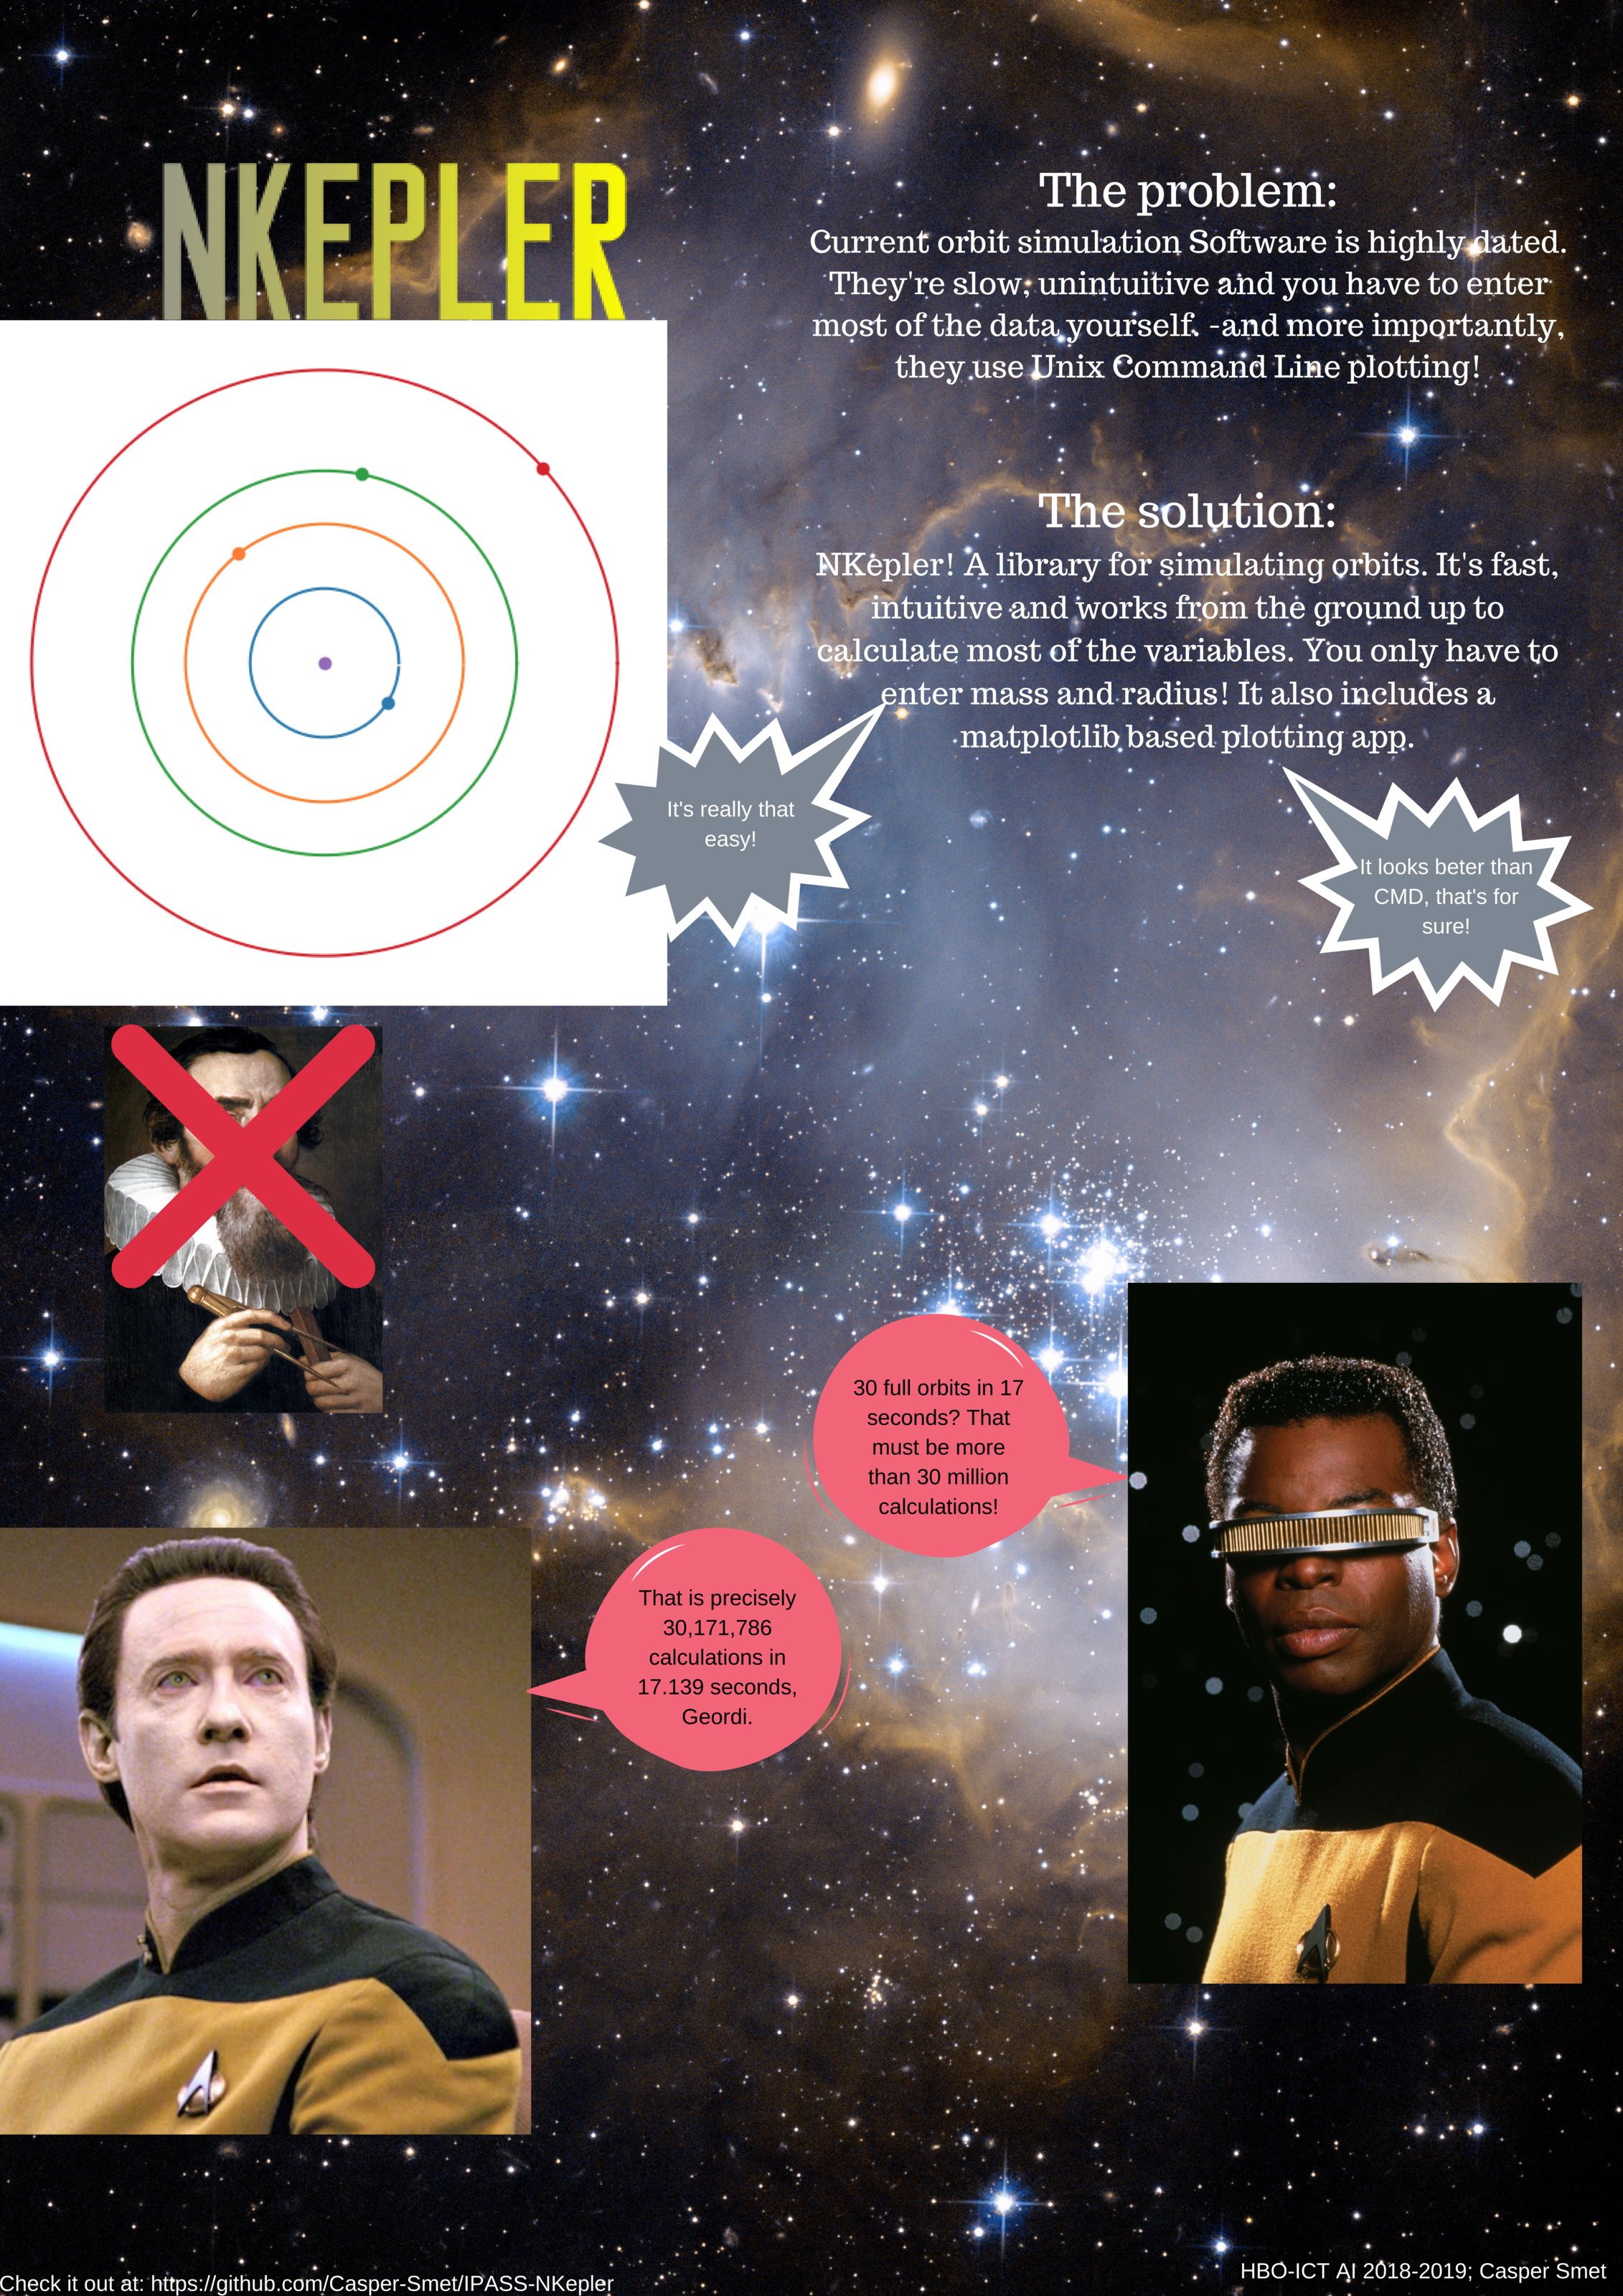 NKEPLER
The problem:
Current orbit simulation Software is highly dated.
They're slow, unintuitive and you have to enter
most of the data yourself. -and more importantly,
they use Unix Command Line plotting!
The solution:
NKepler! A library for simulating orbits. It's fast,
intuitive and works from the ground up to
calculate most of the variables. You only have to
enter mass and radius! It also includes a
matplotlib based plotting app.
It's really that
easy!
It looks beter than
CMD, that's for
sure!
30 full orbits in 17
seconds? That
must be more
than 30 million
calculations!
That is precisely
30,171,786
calculations in
17.139 seconds,
Geordi.
Check it out at: https://github.com/Casper-Smet/IPASS-NKepler
HBO-ICT AI 2018-2019; Casper Smet